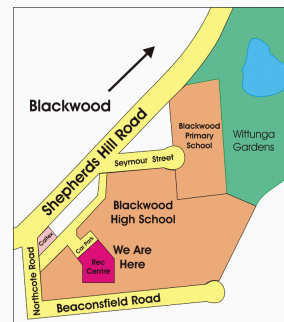 Blackwood
Shepherds Hill Road
Blackwood
Primary
School
Wittunga
Gardens
Seymour Street
Blackwood
High School
Caltex
Car Park
We Are
Here
Rec
Centre
Northcote Road
Beaconsfield Road